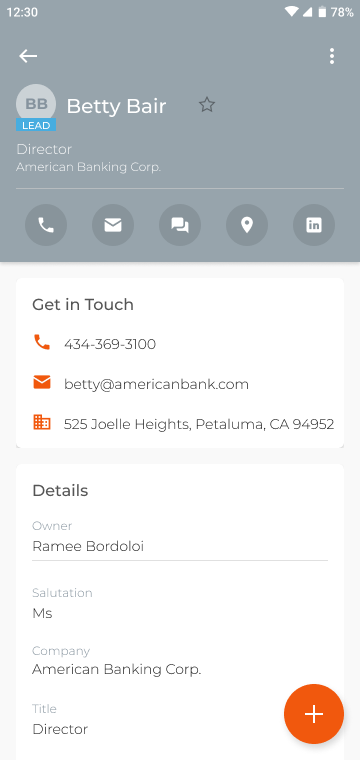 12:30
78%
BB
Betty Bair
LEAD
Director
American Banking Corp.
in
Get in Touch
434-369-3100
betty@americanbank.com
525 Joelle Heights, Petaluma, CA 94952
Details
Owner
Ramee Bordoloi
Salutation
Ms
Company
American Banking Corp.
Title
Director